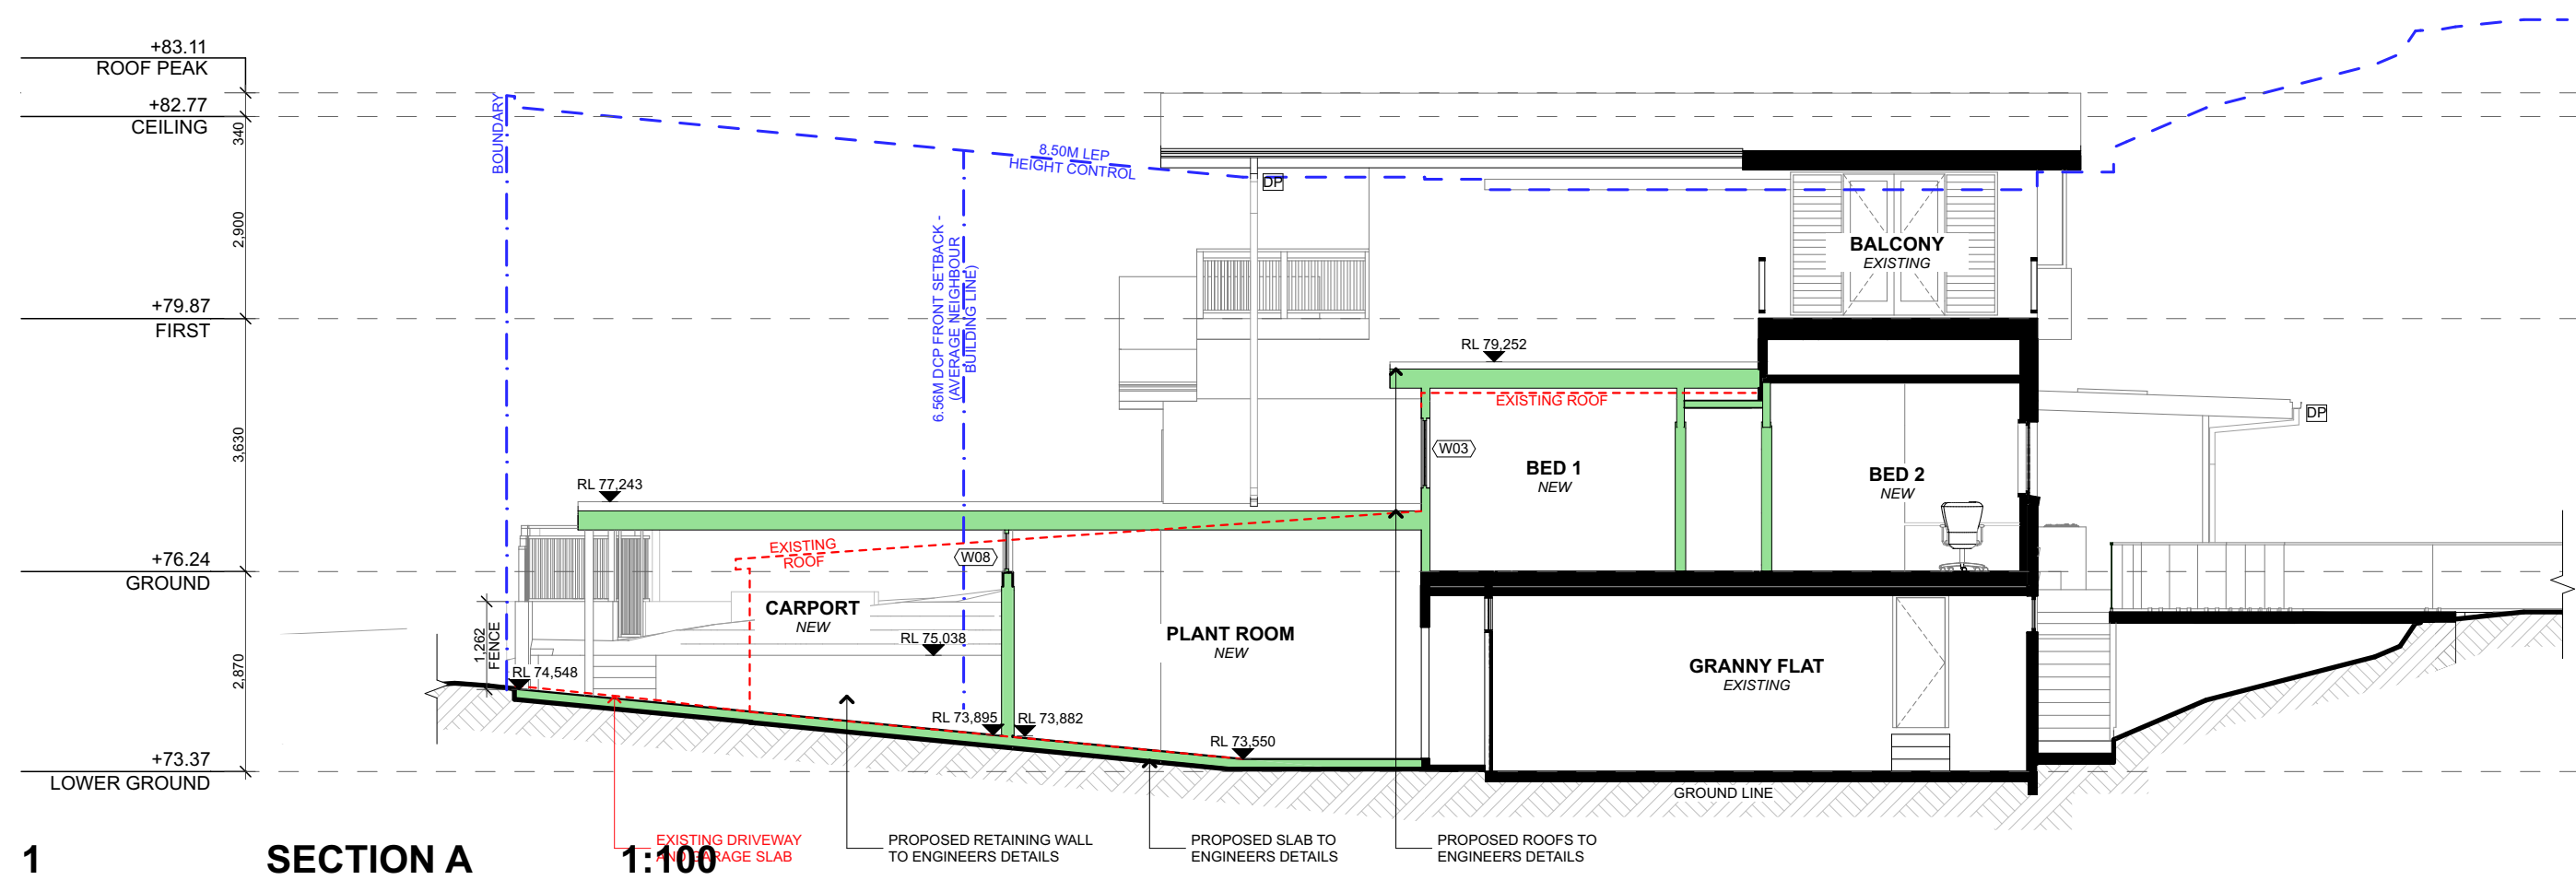 +83.11
ROOF PEAK
+82.77
CEILING
340
2,900
+79.87
FIRST
3,630
+76.24
GROUND
2,870
+73.37
LOWER GROUND
BOUNDARY
8.50M LEP
HEIGHT CONTROL
6.56M DCP FRONT SETBACK -
(AVERAGE NEIGHBOUR
BUILDING LINE)
DP
BALCONY
EXISTING
RL 79,252
EXISTING ROOF
W03
BED 1
NEW
BED 2
NEW
DP
RL 77,243
EXISTING
ROOF
W08
CARPORT
NEW
1,262
FENCE
RL 75,038
RL 74,548
PLANT ROOM
NEW
GRANNY FLAT
EXISTING
RL 73,895
RL 73,882
RL 73,550
GROUND LINE
EXISTING DRIVEWAY
AND GARAGE SLAB
PROPOSED RETAINING WALL
TO ENGINEERS DETAILS
PROPOSED SLAB TO
ENGINEERS DETAILS
PROPOSED ROOFS TO
ENGINEERS DETAILS
1
SECTION A
1:100